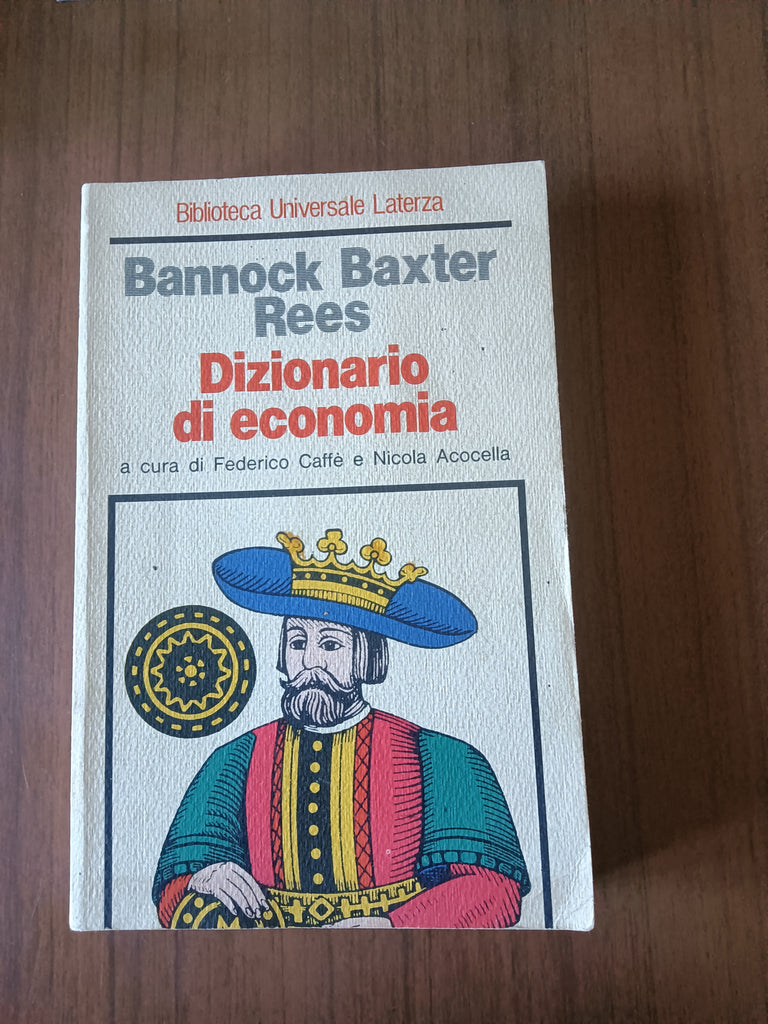 Biblioteca Universale Laterza
Bannock Baxter
Rees
Dizionario
di economia
a cura di Federico Caffè e Nicola Acocella